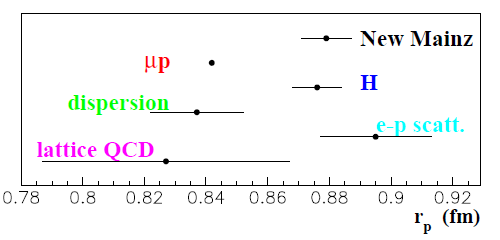 New Mainz
μp
H
dispersion
e-p scatt.
lattice QCD
0.78 0.8 0.82 0.84 0.86 0.88 0.9 0.92
rp (fm)